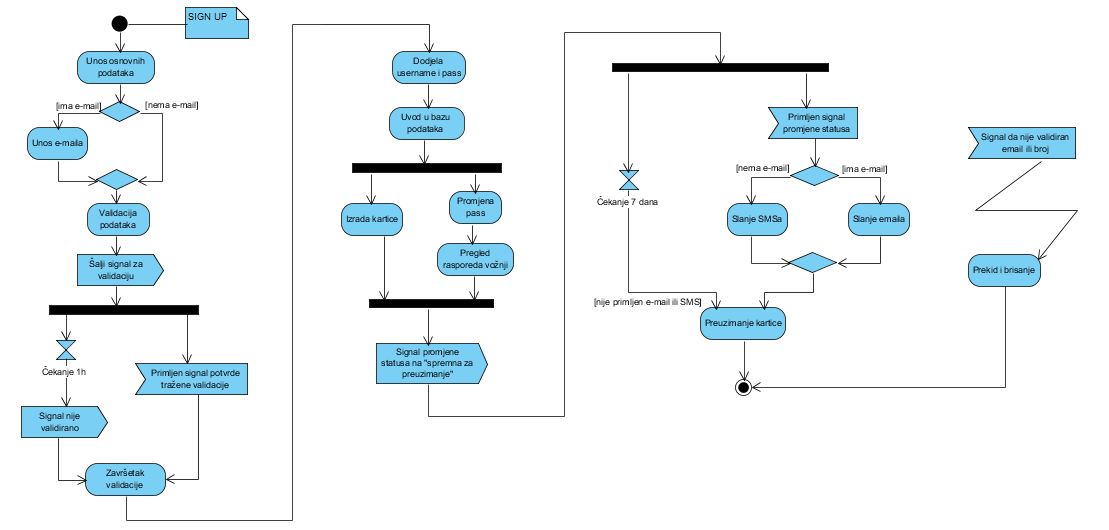 SIGN UP
Unos osnovnih
podataka
[ima e-mail]
[nema e-mail]
Unos e-maila
Validacija
podataka
Šalji signal za
validaciju
Čekanje 1h
Primljen signal potvrde
tražene validacije
Signal nije
validirano
Završetak
validacije
Dodjela
username i pass
Uvod u bazu
podataka
Izrada kartice
Promjena
pass
Pregled
rasporeda vožnji
Signal promjene
statusa na "spremna za
preuzimanje"
Primljen signal
promjene statusa
Čekanje 7 dana
[nema e-mail]
[ima e-mail]
Slanje SMSa
Slanje emaila
[nije primljen e-mail ili SMS]
Preuzimanje kartice
Signal da nije validiran
email ili broj
Prekid i brisanje